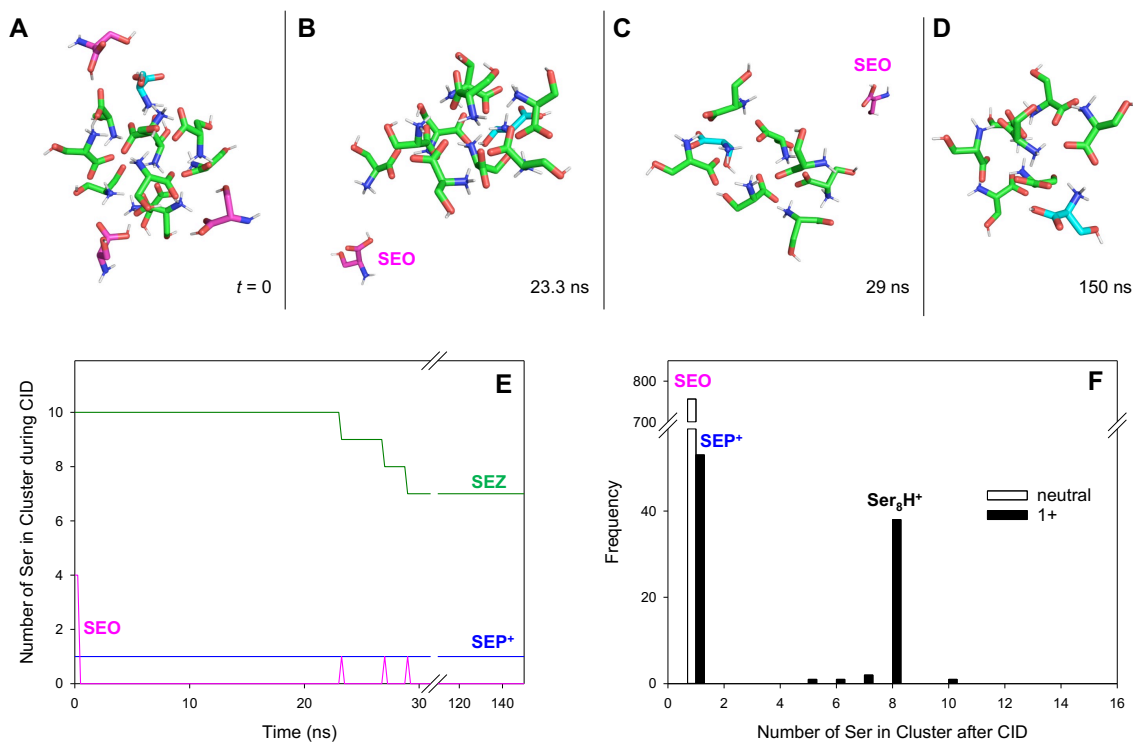 A
B
C
D
SEO
SEO
t = 0
23.3 ns
29 ns
150 ns
E
Number of Ser in Cluster during CID
10
8
6
4
2
0
SEZ
SEO
SEP⁺
0
10
20
30
120
140
Time (ns)
F
Frequency
800
700
40
20
0
SEO
SEP⁺
Ser₈H⁺
neutral
1+
0
2
4
6
8
10
12
14
16
Number of Ser in Cluster after CID